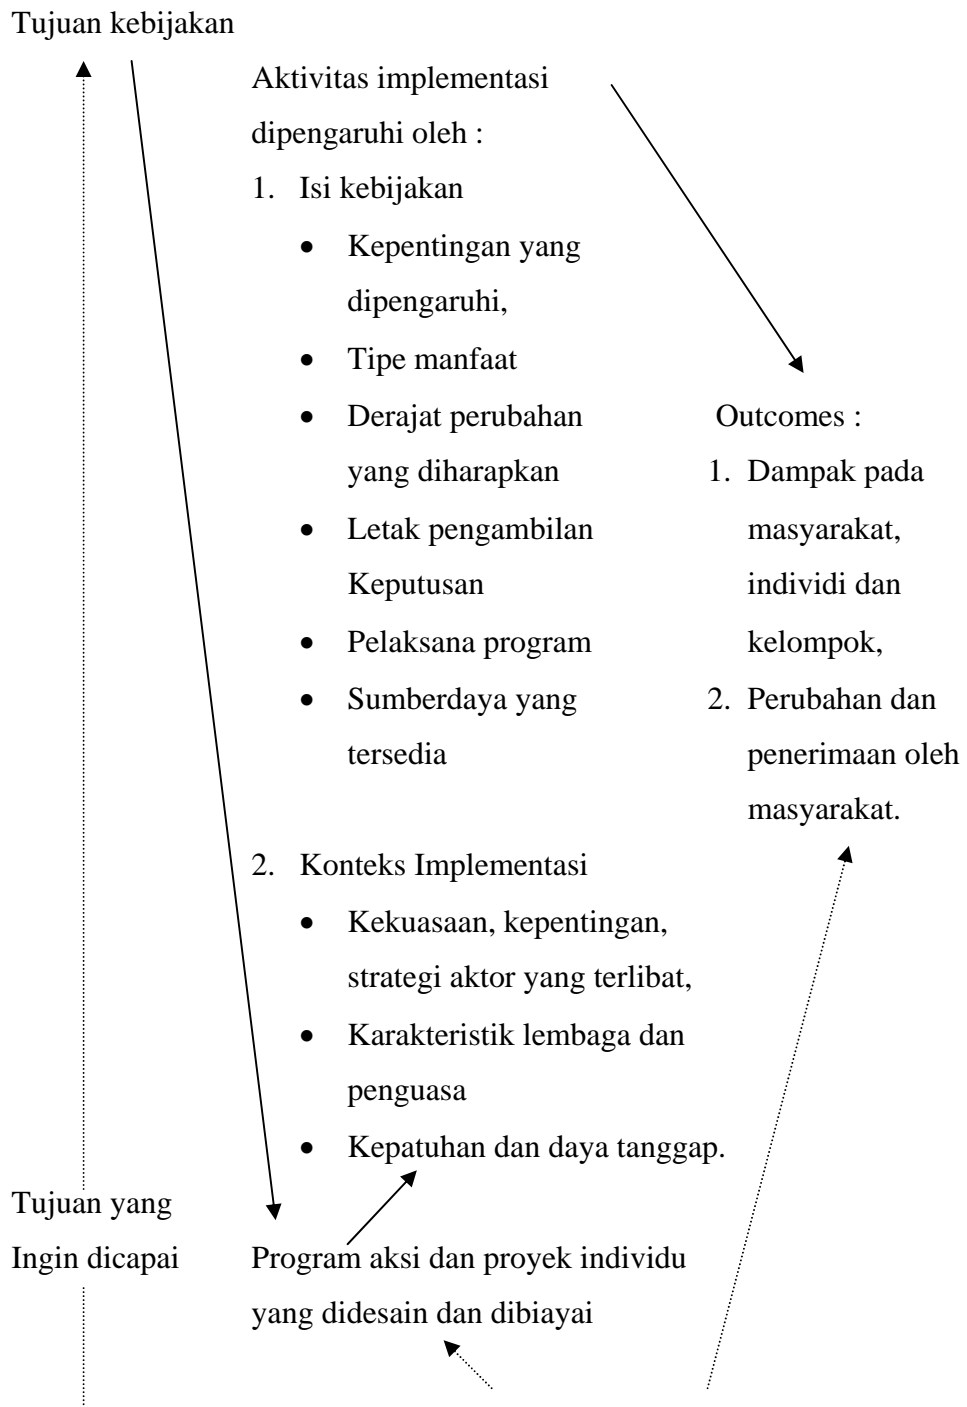 Tujuan kebijakan
Aktivitas implementasi
dipengaruhi oleh :
1. Isi kebijakan
• Kepentingan yang
dipengaruhi,
• Tipe manfaat
• Derajat perubahan
yang diharapkan
• Letak pengambilan
Keputusan
• Pelaksana program
• Sumberdaya yang
tersedia
2. Konteks Implementasi
• Kekuasaan, kepentingan,
strategi aktor yang terlibat,
• Karakteristik lembaga dan
penguasa
• Kepatuhan dan daya tanggap.
Outcomes :
1. Dampak pada
masyarakat,
individi dan
kelompok,
2. Perubahan dan
penerimaan oleh
masyarakat.
Tujuan yang
Ingin dicapai
Program aksi dan proyek individu
yang didesain dan dibiayai